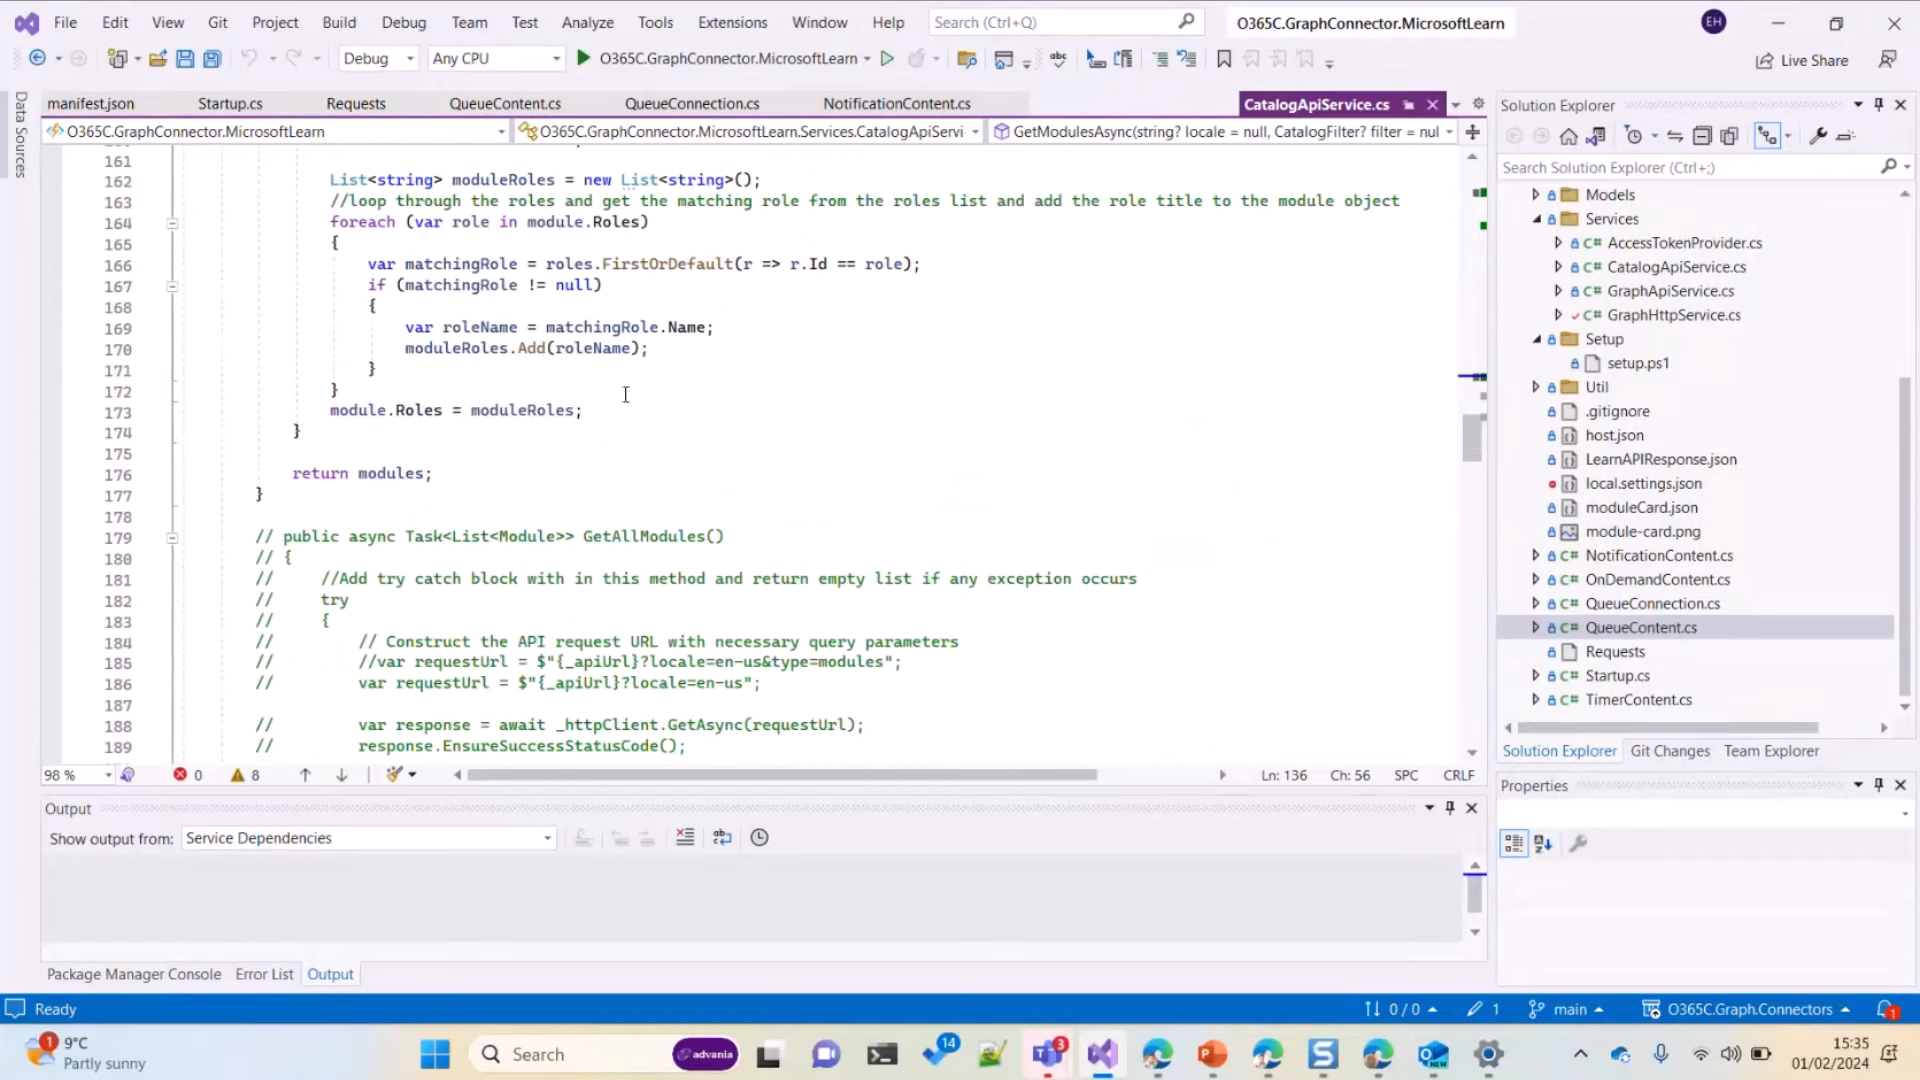 File Edit View Git Project Build Debug Team Test Analyze Tools Extensions Window Help Search (Ctrl+Q) O365C.GraphConnector.MicrosoftLearn EH
Debug Any CPU O365C.GraphConnector.MicrosoftLearn Live Share
Data Sources
manifest.json Startup.cs Requests QueueContent.cs QueueConnection.cs NotificationContent.cs CatalogApiService.cs
O365C.GraphConnector.MicrosoftLearn O365C.GraphConnector.MicrosoftLearn.Services.CatalogApiServi GetModulesAsync(string? locale = null, CatalogFilter? filter = nul
161
162 List<string> moduleRoles = new List<string>();
163 //loop through the roles and get the matching role from the roles list and add the role title to the module object
164 foreach (var role in module.Roles)
165 {
166 var matchingRole = roles.FirstOrDefault(r => r.Id == role);
167 if (matchingRole != null)
168 {
169 var roleName = matchingRole.Name;
170 moduleRoles.Add(roleName);
171 }
172 }
173 module.Roles = moduleRoles;
174 }
175
176 return modules;
177 }
178
179 // public async Task<List<Module>> GetAllModules()
180 // {
181 // //Add try catch block with in this method and return empty list if any exception occurs
182 // try
183 // {
184 // // Construct the API request URL with necessary query parameters
185 // //var requestUrl = $"{_apiUrl}?locale=en-us&type=modules";
186 // var requestUrl = $"{_apiUrl}?locale=en-us";
187
188 // var response = await _httpClient.GetAsync(requestUrl);
189 // response.EnsureSuccessStatusCode();
98 % 0 8 Ln: 136 Ch: 56 SPC CRLF
Output
Show output from: Service Dependencies
Package Manager Console Error List Output
Solution Explorer
Search Solution Explorer (Ctrl+;)
Models
Services
C# AccessTokenProvider.cs
C# CatalogApiService.cs
C# GraphApiService.cs
C# GraphHttpService.cs
Setup
setup.ps1
Util
.gitignore
host.json
LearnAPIResponse.json
local.settings.json
moduleCard.json
module-card.png
C# NotificationContent.cs
C# OnDemandContent.cs
C# QueueConnection.cs
C# QueueContent.cs
Requests
C# Startup.cs
C# TimerContent.cs
Solution Explorer Git Changes Team Explorer
Properties
Ready 0 / 0 1 main O365C.Graph.Connectors 1
1 9°C
Partly sunny
Search advania 14 3 NEW
15:35
01/02/2024